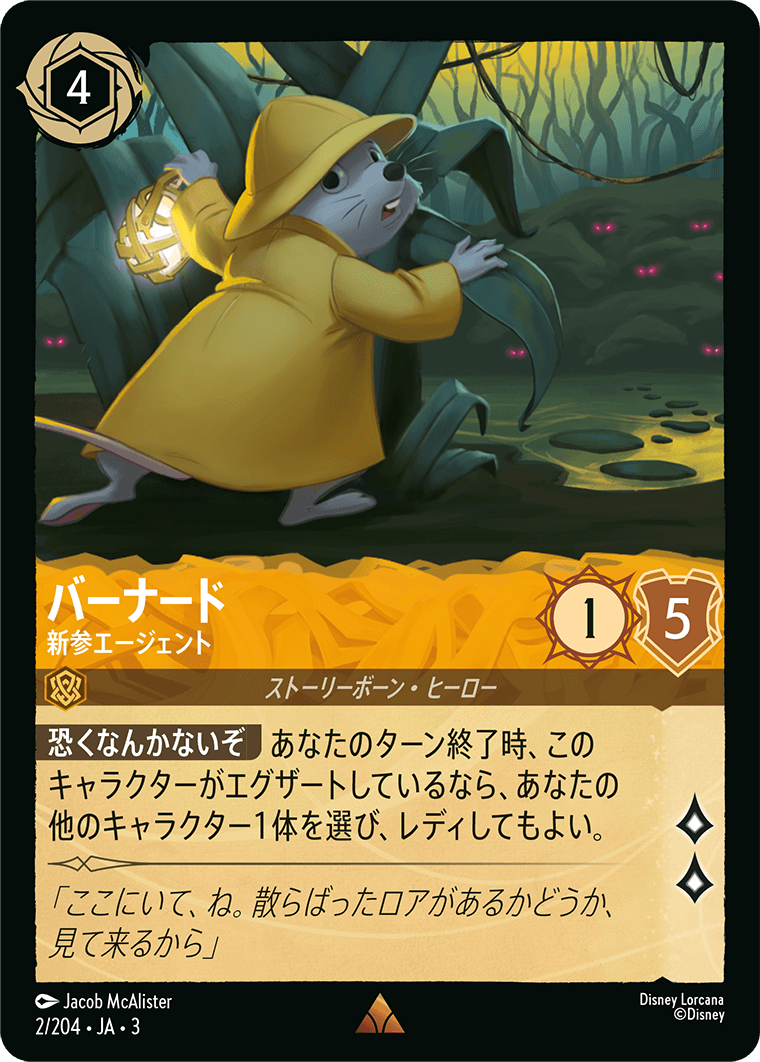 4
バーナード
新参エージェント
1
5
ストーリーボーン・ヒーロー
恐くなんかないぞ あなたのターン終了時、この
キャラクターがエグザートしているなら、あなたの
他のキャラクター1体を選び、レディしてもよい。
「ここにいて、ね。散らばったロアがあるかどうか、
見て来るから」
Jacob McAlister
2/204・JA・3
Disney Lorcana
©Disney